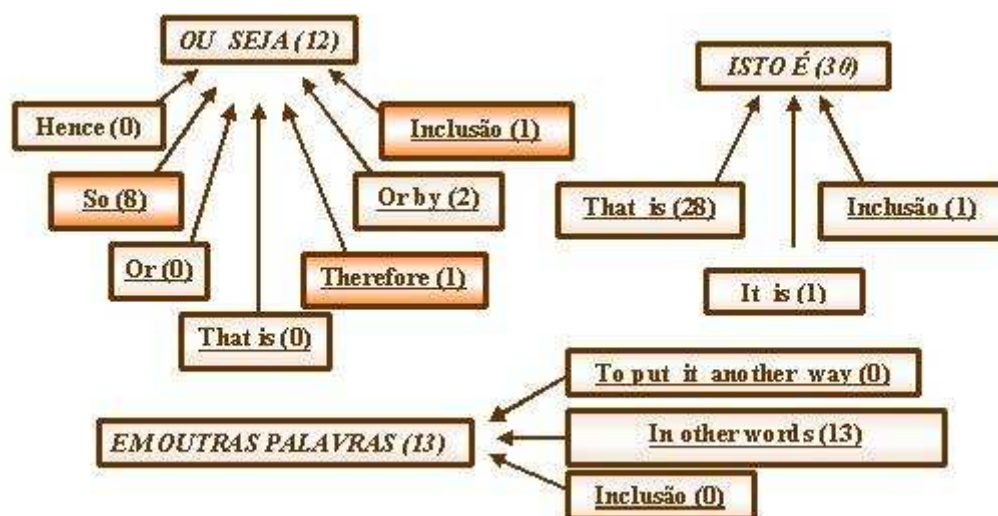 OU SEJA (12)
ISTO É (30)
Hence (0)
Inclusão (1)
So (8)
Or by (2)
That is (28)
Inclusão (1)
Or (0)
Therefore (1)
It is (1)
That is (0)
To put it another way (0)
EM OUTRAS PALAVRAS (13)
In other words (13)
Inclusão (0)